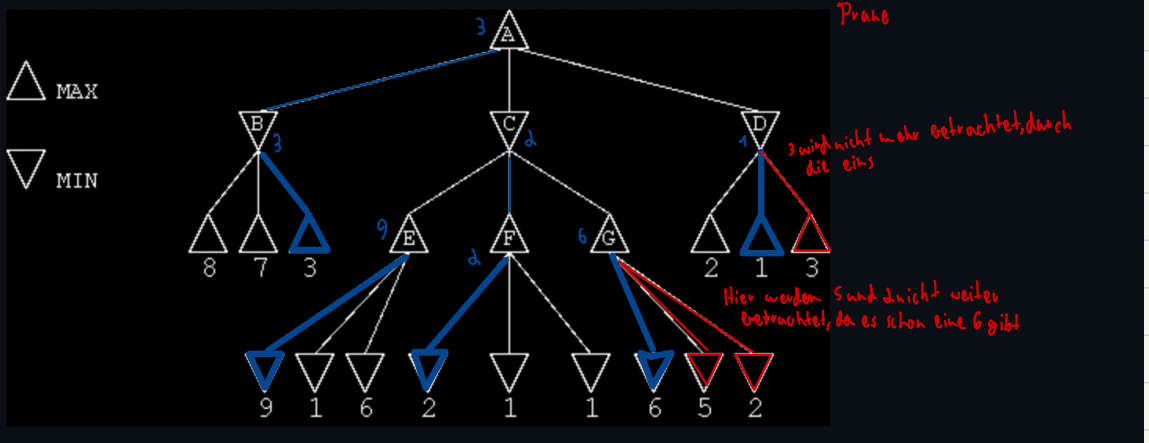 Prune
3 A
MAX
B 3 C 2 D 1
3 wird nicht mehr betrachtet, durch
die eins
MIN
9 E 2 F 6 G
8 7 3 2 1 3
Hier werden 5 und 2 nicht weiter
betrachtet, da es schon eine 6 gibt
9 1 6 2 1 1 6 5 2